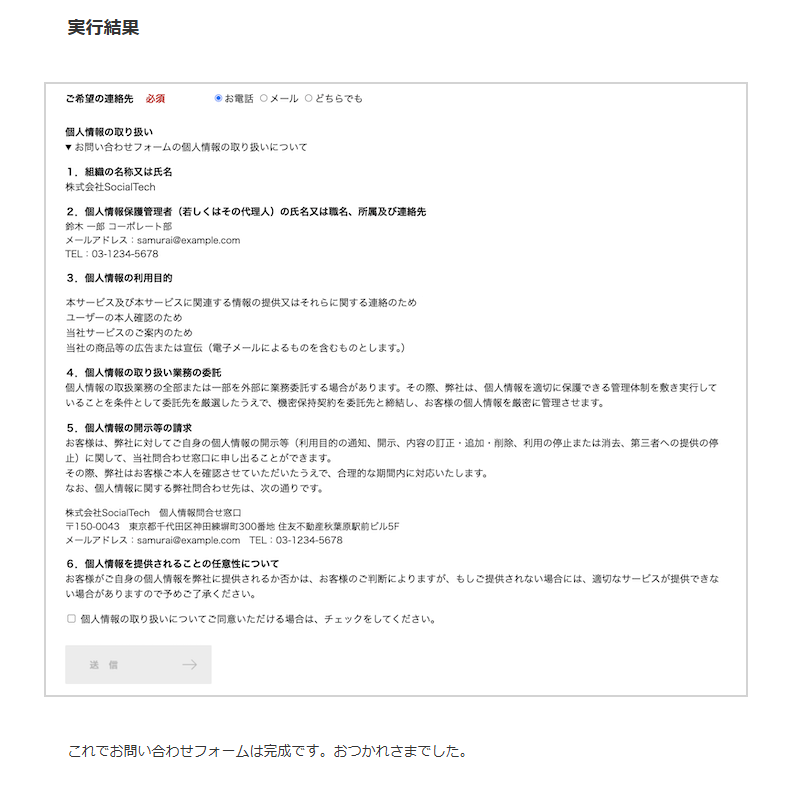 実行結果
ご希望の連絡先 必須 お電話 メール どちらでも
個人情報の取り扱い
▼お問い合わせフォームの個人情報の取り扱いについて
1．組織の名称又は氏名
株式会社SocialTech
2．個人情報保護管理者（若しくはその代理人）の氏名又は職名、所属及び連絡先
鈴木 一郎 コーポレート部
メールアドレス：samurai@example.com
TEL：03-1234-5678
3．個人情報の利用目的
本サービス及び本サービスに関連する情報の提供又はそれらに関する連絡のため
ユーザーの本人確認のため
当社サービスのご案内のため
当社の商品等の広告または宣伝（電子メールによるものを含むものとします。）
4．個人情報の取り扱い業務の委託
個人情報の取扱業務の全部または一部を外部に業務委託する場合があります。その際、弊社は、個人情報を適切に保護できる管理体制を敷き実行して
いることを条件として委託先を厳選したうえで、機密保持契約を委託先と締結し、お客様の個人情報を厳密に管理させます。
5．個人情報の開示等の請求
お客様は、弊社に対してご自身の個人情報の開示等（利用目的の通知、開示、内容の訂正・追加・削除、利用の停止または消去、第三者への提供の停
止）に関して、当社問合わせ窓口に申し出ることができます。
その際、弊社はお客様ご本人を確認させていただいたうえで、合理的な期間内に対応いたします。
なお、個人情報に関する弊社問合わせ先は、次の通りです。
株式会社SocialTech　個人情報問合せ窓口
〒150-0043　東京都千代田区神田練塀町300番地 住友不動産秋葉原駅前ビル5F
メールアドレス：samurai@example.com　TEL：03-1234-5678
6．個人情報を提供されることの任意性について
お客様がご自身の個人情報を弊社に提供されるか否かは、お客様のご判断によりますが、もしご提供されない場合には、適切なサービスが提供できな
い場合がありますので予めご了承ください。
個人情報の取り扱いについてご同意いただける場合は、チェックをしてください。
送 信
これでお問い合わせフォームは完成です。おつかれさまでした。